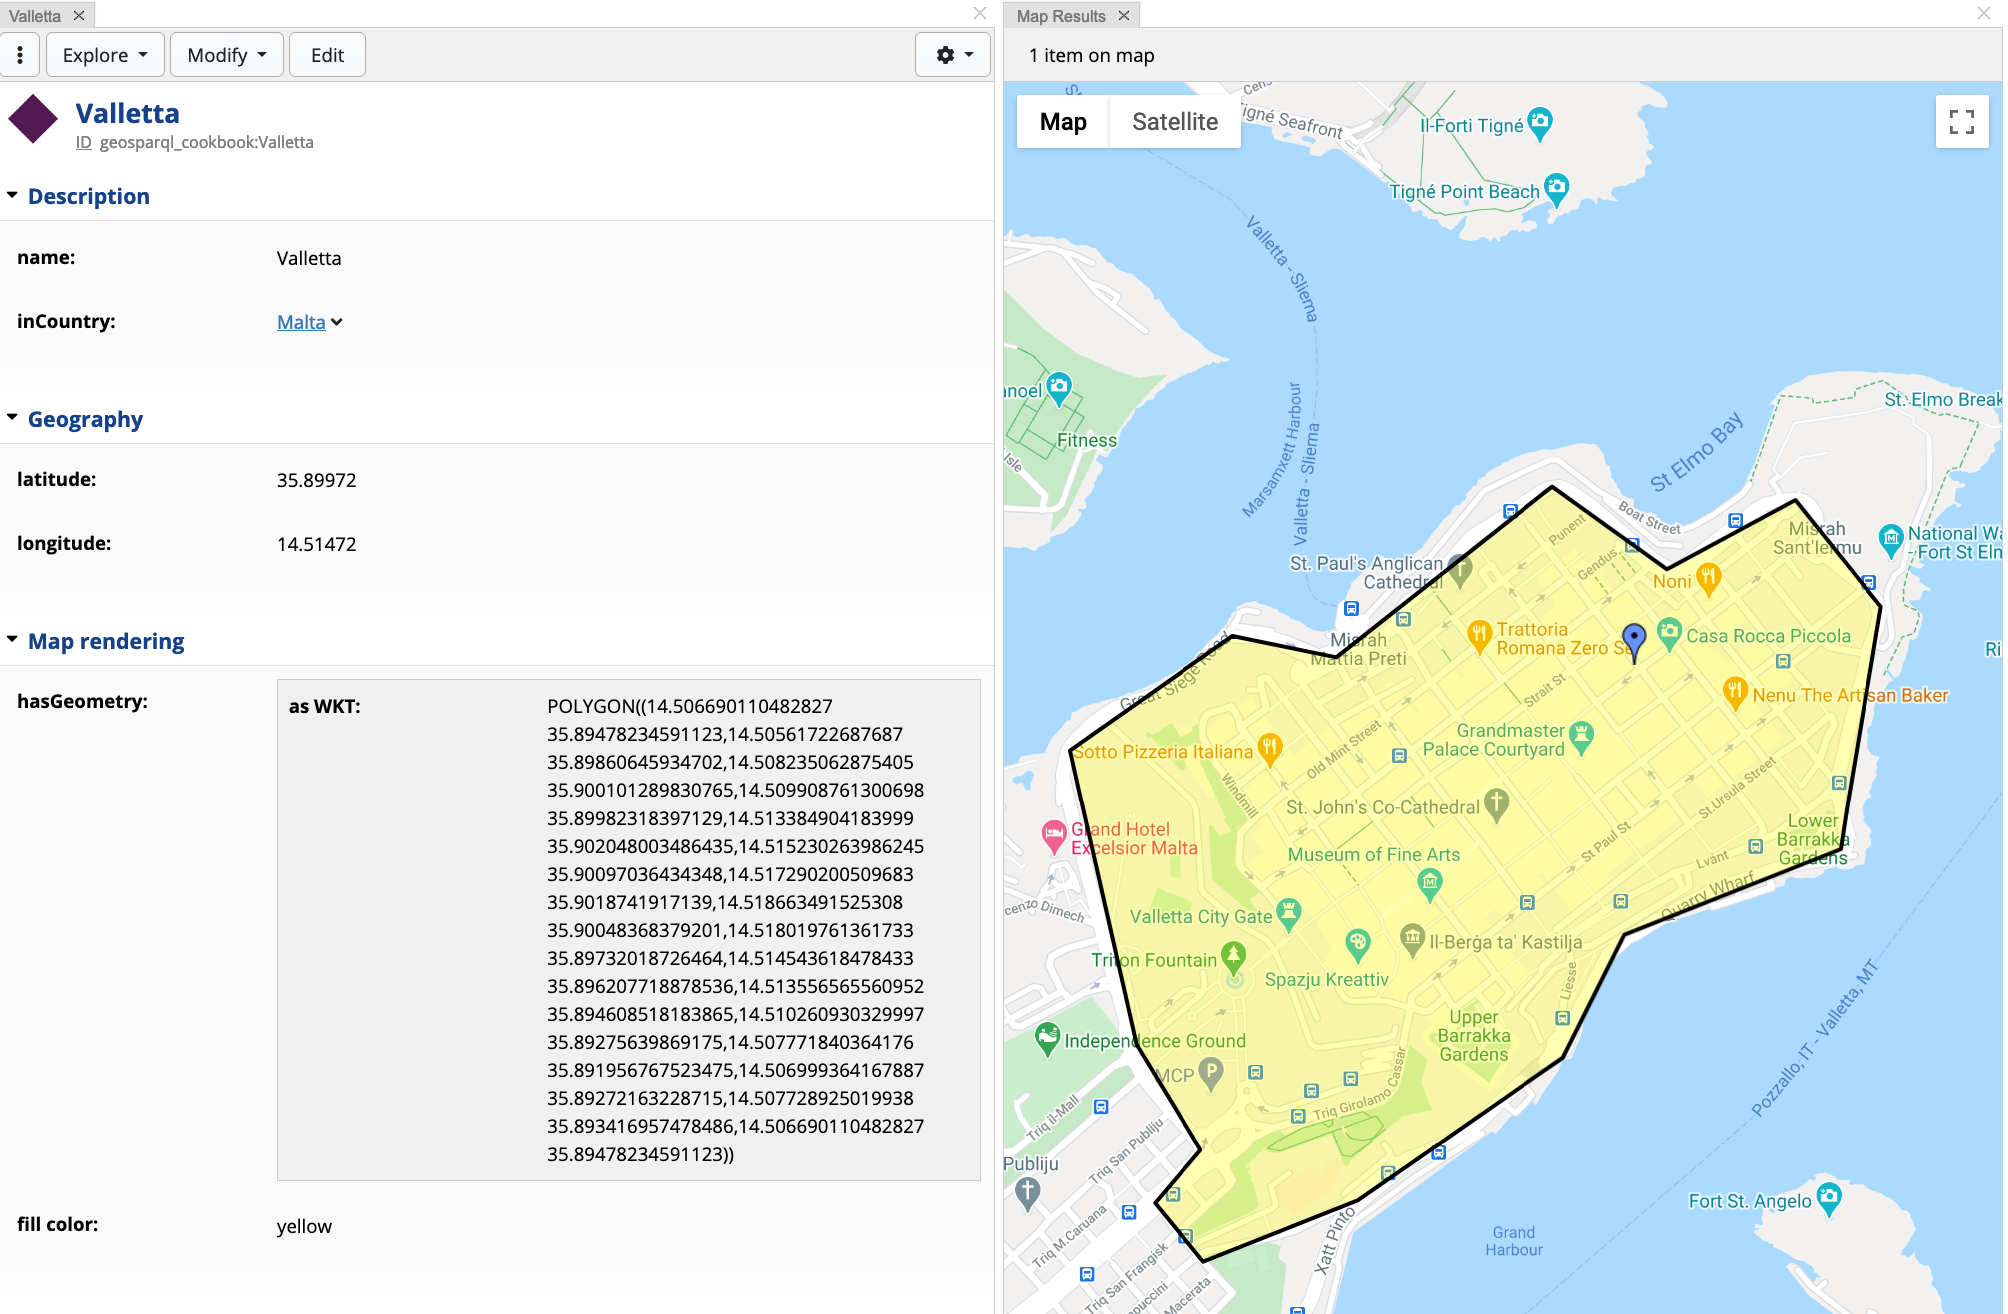 Valletta
Explore
Modify
Edit
Valletta
ID geosparql_cookbook:Valletta
Description
name:
Valletta
inCountry:
Malta
Geography
latitude:
35.89972
longitude:
14.51472
Map rendering
hasGeometry:
as WKT:
POLYGON((14.506690110482827
35.89478234591123,14.50561722687687
35.89860645934702,14.508235062875405
35.900101289830765,14.509908761300698
35.89982318397129,14.513384904183999
35.902048003486435,14.515230263986245
35.90097036434348,14.517290200509683
35.9018741917139,14.518663491525308
35.90048368379201,14.518019761361733
35.89732018726464,14.514543618478433
35.896207718878536,14.513556565560952
35.894608518183865,14.510260930329997
35.89275639869175,14.507771840364176
35.891956767523475,14.506999364167887
35.89272163228715,14.507728925019938
35.893416957478486,14.506690110482827
35.89478234591123))
fill color:
yellow
Map Results
1 item on map
Map
Satellite
Il-Forti Tigné
Tigné Point Beach
Valletta - Sliema
Fitness
Marsamxett Harbour
Valletta - Sliema
St Elmo Bay
St. Elmo Break
Boat Street
Punent
Gendus
Misraħ
Sant'Iermu
National Wa
- Fort St Eln
St. Paul's Anglican
Cathedral
Noni
Trattoria
Romana Zero Se
Casa Rocca Piccola
Misraħ
Mattia Preti
Great Siege Road
Strait St
Nenu The Artisan Baker
Grandmaster
Palace Courtyard
Sotto Pizzeria Italiana
Old Mint Street
Windmill
St Ursula Street
St. John's Co-Cathedral
St Paul St
Lower
Barrakka
Gardens
Grand Hotel
Excelsior Malta
Museum of Fine Arts
Lvant
Quarry Wharf
Valletta City Gate
Il-Berġa ta' Kastilja
Triton Fountain
Spazju Kreattiv
Liesse
Upper
Barrakka
Gardens
Independence Ground
MCP
Triq Girolamo Cassar
Pozzallo, IT - Valletta, MT
Triq il-Mall
Triq San Publiju
Publiju
Fort St. Angelo
Triq M.Caruana
Triq San Franġisk
Xatt Pinto
Grand
Harbour
Macerata